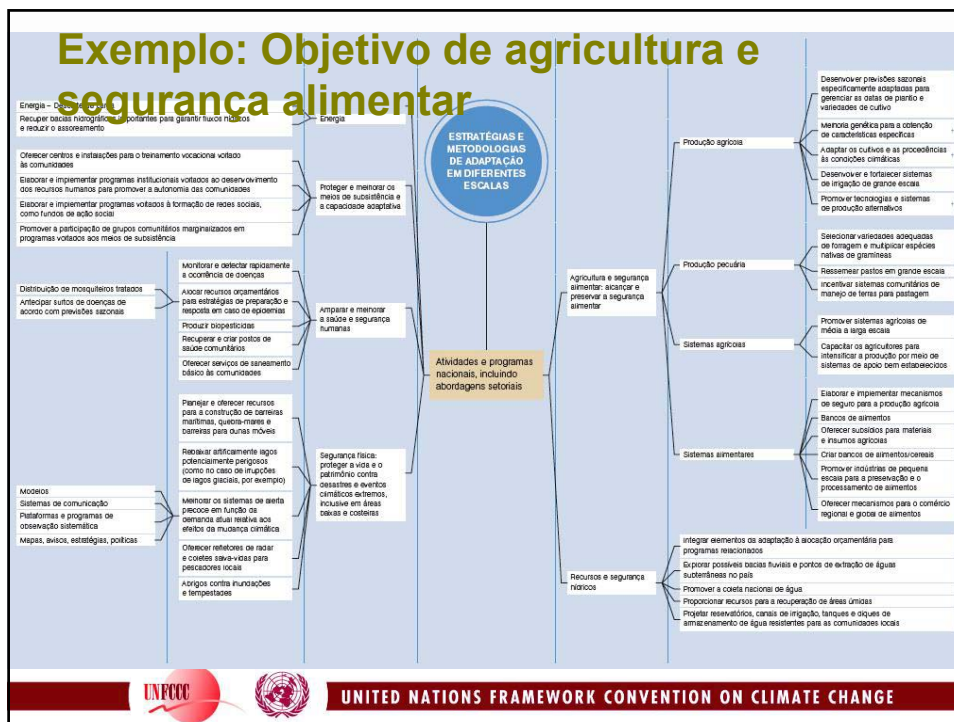 Exemplo: Objetivo de agricultura e
segurança alimentar
Recuper bacias hidrográficas importantes para garantir fluxos hídricos
e reduzir o assoreamento
Energia
Oferecer centros e instalações para o treinamento vocacional voltado
às comunidades
Elaborar e implementar programas institucionais voltados ao desenvolvimento
dos recursos humanos para promover a autonomia das comunidades
Elaborar e implementar programas voltados à formação de redes sociais,
como fundos de ação social
Promover a participação de grupos comunitários marginalizados em
programas voltados aos meios de subsistência
Proteger e melhorar os
meios de subsistência e
a capacidade adaptativa
Distribuição de mosquiteiros tratados
Antecipar surtos de doenças de
acordo com previsões sazonais
Monitorar e detectar rapidamente
a ocorrência de doenças
Alocar recursos orçamentários
para estratégias de preparação e
resposta em caso de epidemias
Produzir biopesticidas
Recuperar e criar postos de
saúde comunitários
Oferecer serviços de saneamento
básico às comunidades
Amparar e melhorar
a saúde e segurança
humanas
Modelos
Sistemas de comunicação
Plataformas e programas de
observação sistemática
Mapas, avisos, estratégias, políticas
Planejar e oferecer recursos
para a construção de barreiras
marítimas, quebra-mares e
barreiras para dunas móveis
Rebaixar artificialmente lagos
potencialmente perigosos
(como no caso de irrupções
de lagos glaciais, por exemplo)
Melhorar os sistemas de alerta
precoce em função da
demanda atual relativa aos
efeitos da mudança climática
Oferecer refletores de radar
e coletes salva-vidas para
pescadores locais
Abrigos contra inundações
e tempestades
Segurança física:
proteger a vida e o
patrimônio contra
desastres e eventos
climáticos extremos,
inclusive em áreas
baixas e costeiras
ESTRATÉGIAS E
METODOLOGIAS
DE ADAPTAÇÃO
EM DIFERENTES
ESCALAS
Atividades e programas
nacionais, incluindo
abordagens setoriais
Agricultura e segurança
alimentar: alcançar e
preservar a segurança
alimentar
Produção agrícola
Desenvolver previsões sazonais
especificamente adaptadas para
gerenciar as datas de plantio e
variedades de cultivo
Melhoria genética para a obtenção
de características específicas
Adaptar os cultivos e as procedências
às condições climáticas
Desenvolver e fortalecer sistemas
de irrigação de grande escala
Promover tecnologias e sistemas
de produção alternativos
Produção pecuária
Selecionar variedades adequadas
de forragem e multiplicar espécies
nativas de gramíneas
Ressemear pastos em grande escala
Incentivar sistemas comunitários de
manejo de terras para pastagem
Sistemas agrícolas
Promover sistemas agrícolas de
média a larga escala
Capacitar os agricultores para
intensificar a produção por meio de
sistemas de apoio bem estabelecidos
Sistemas alimentares
Elaborar e implementar mecanismos
de seguro para a produção agrícola
Bancos de alimentos
Oferecer subsídios para materiais
e insumos agrícolas
Criar bancos de alimentos/cereais
Promover indústrias de pequena
escala para a preservação e o
processamento de alimentos
Oferecer mecanismos para o comércio
regional e global de alimentos
Recursos e segurança
hídricos
Integrar elementos da adaptação à alocação orçamentária para
programas relacionados
Explorar possíveis bacias fluviais e pontos de extração de águas
subterrâneas no país
Promover a coleta nacional de água
Proporcionar recursos para a recuperação de áreas úmidas
Projetar reservatórios, canais de irrigação, tanques e diques de
armazenamento de água resistentes para as comunidades locais
UNFCCC
UNITED NATIONS FRAMEWORK CONVENTION ON CLIMATE CHANGE